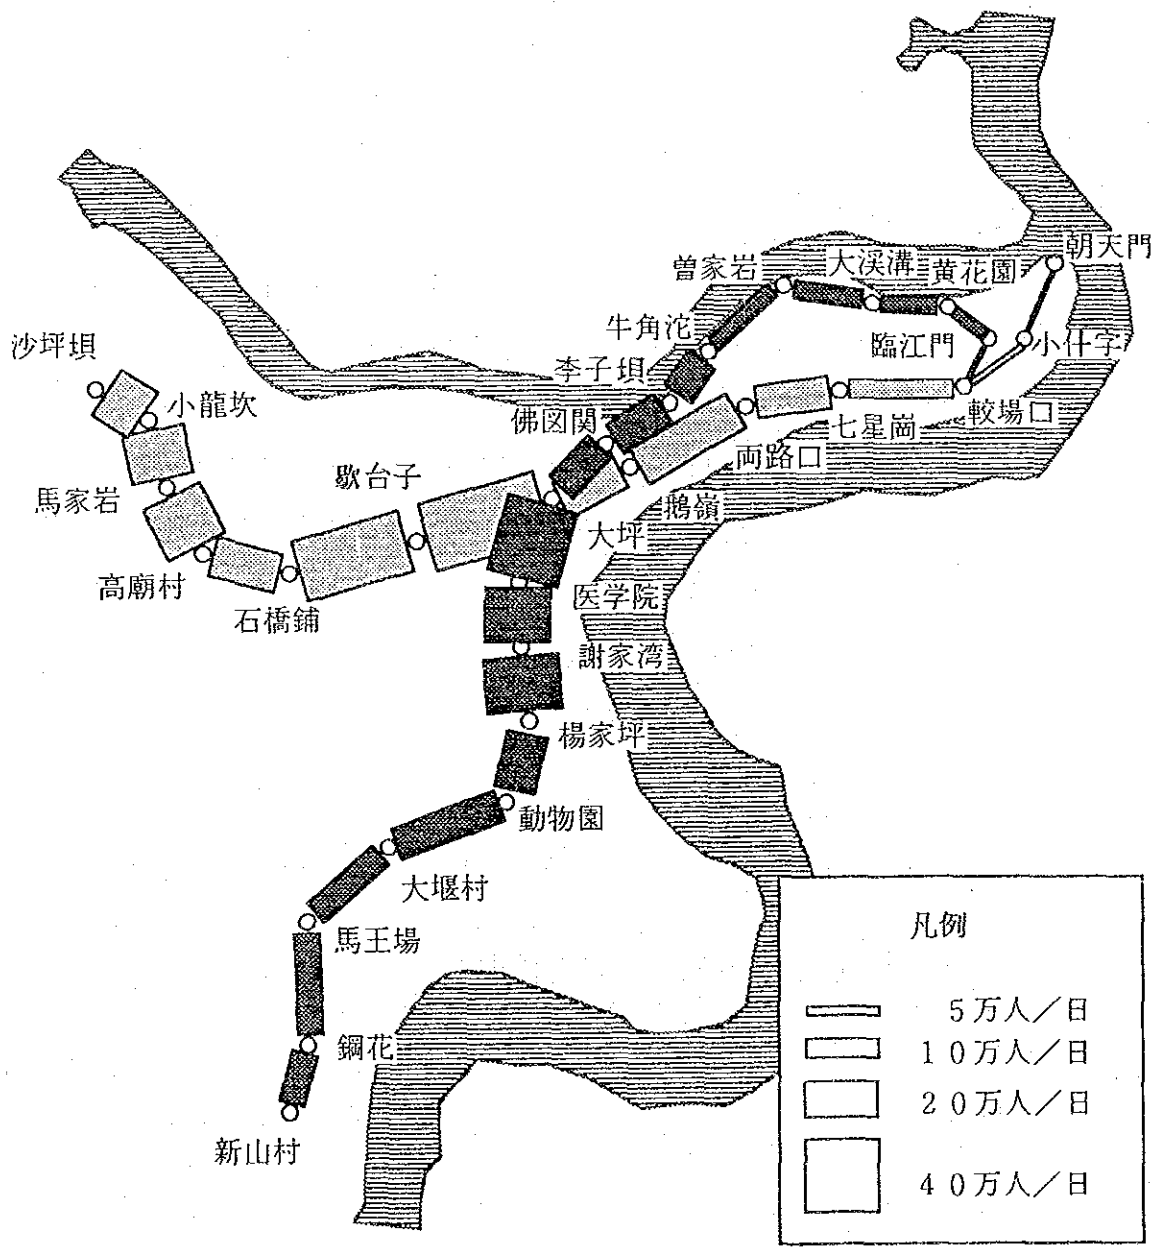 朝天門
大渓溝
黄花園
曽家岩
牛角沱
臨江門
小什字
沙坪垻
李子垻
小龍坎
佛図関
較場口
七星崗
両路口
歇台子
馬家岩
鵝嶺
大坪
高廟村
医学院
石橋鋪
謝家湾
楊家坪
動物園
大堰村
馬王場
鋼花
新山村
凡例
5万人/日
10万人/日
20万人/日
40万人/日